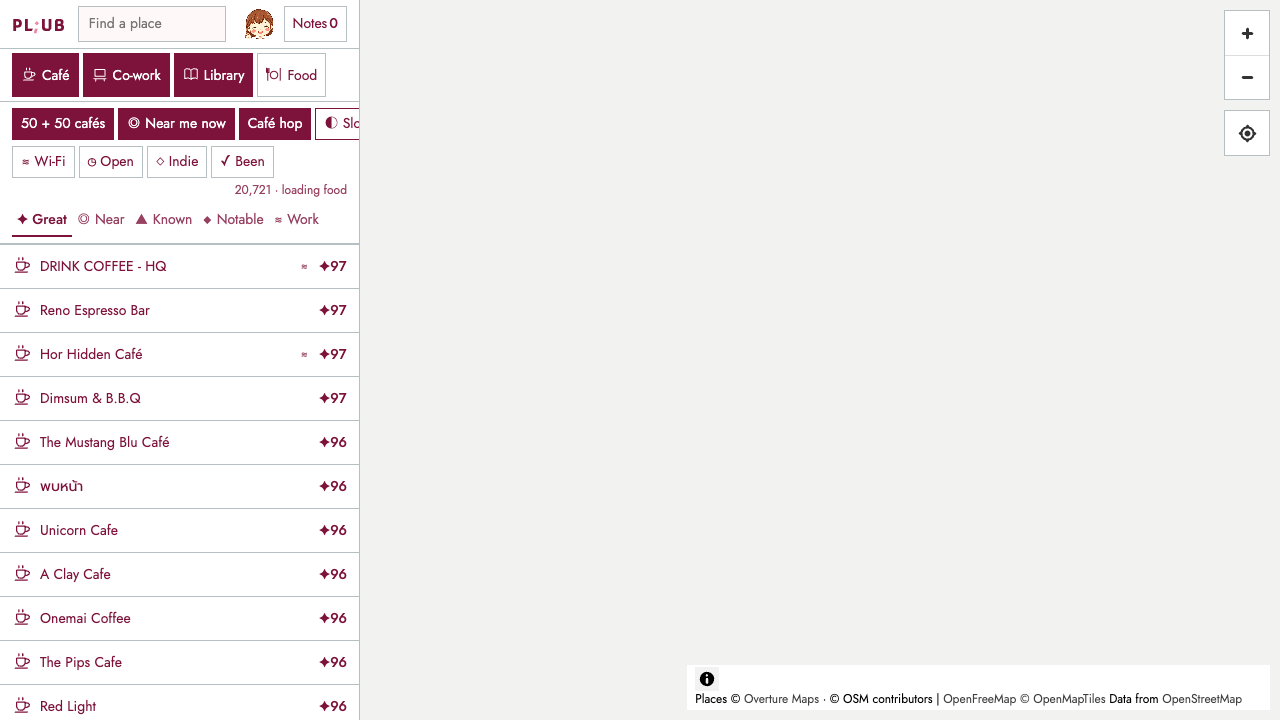 PL:UB Find a place Notes 0
Café Co-work Library Food
50 + 50 cafés Near me now Café hop Slo
Wi-Fi Open Indie Been
20,721 · loading food
Great Near Known Notable Work
DRINK COFFEE - HQ 97
Reno Espresso Bar 97
Hor Hidden Café 97
Dimsum & B.B.Q 97
The Mustang Blu Café 96
พบหน้า 96
Unicorn Cafe 96
A Clay Cafe 96
Onemai Coffee 96
The Pips Cafe 96
Red Light 96
Places © Overture Maps · © OSM contributors | OpenFreeMap © OpenMapTiles Data from OpenStreetMap